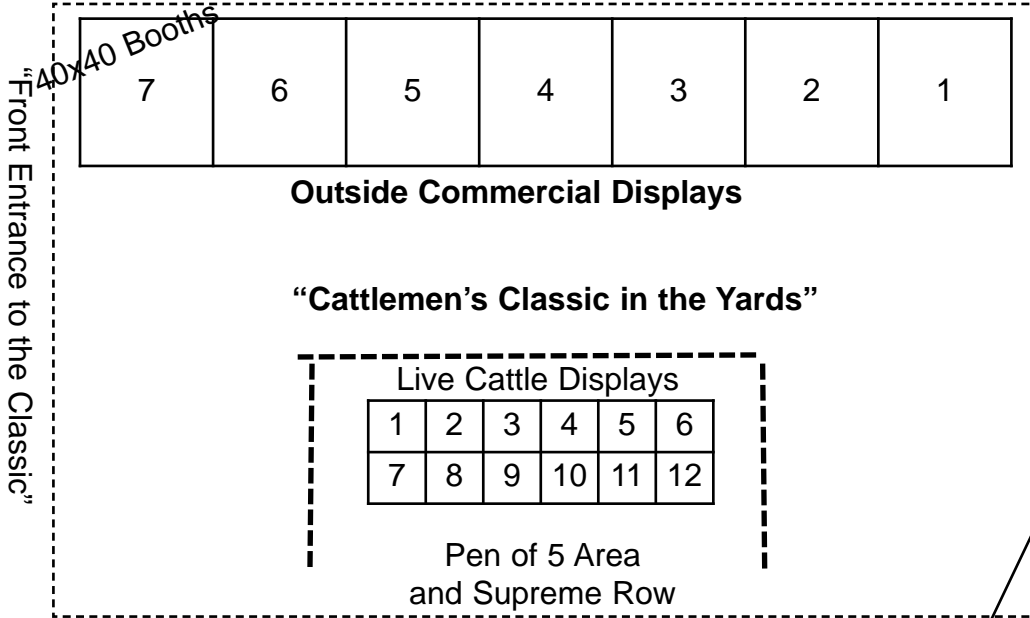 “40x40 Booths
7 6 5 4 3 2 1
Outside Commercial Displays
“Front Entrance to the Classic”
“Cattlemen’s Classic in the Yards”
Live Cattle Displays
1 2 3 4 5 6
7 8 9 10 11 12
Pen of 5 Area
and Supreme Row